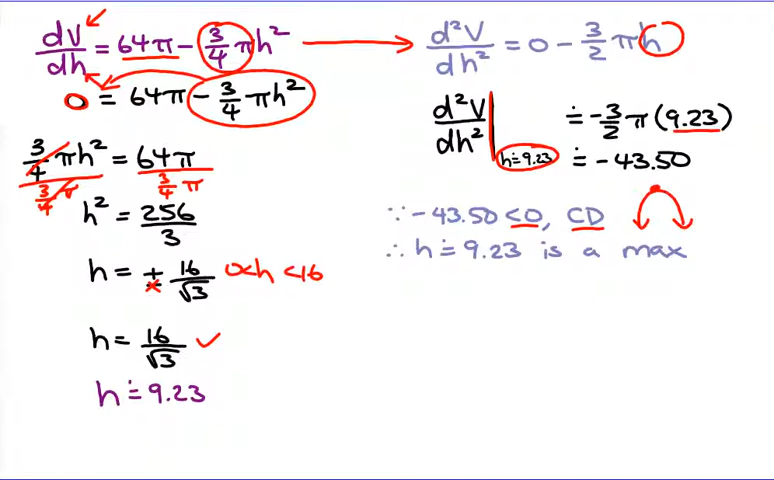 dV/dh = 64π - 3/4 πh²
0 = 64π - 3/4 πh²
3/4 πh² / 3/4 π = 64π / 3/4 π
h² = 256/3
h = ± 16/√3 0<h<16
h = 16/√3 ✓
h ≐ 9.23
d²V/dh² = 0 - 3/2 πh
d²V/dh² | h≐9.23 ≐ -3/2 π (9.23)
≐ -43.50
∵ -43.50 <0, CD
∴ h ≐ 9.23 is a max